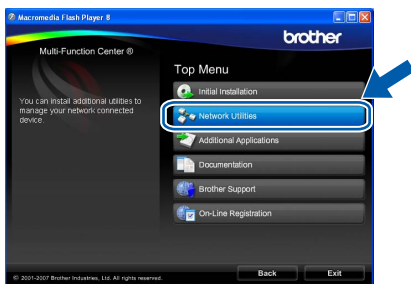 Macromedia Flash Player 8
brother
Multi-Function Center ®
Top Menu
Initial Installation
You can install additional utilities to
manage your network connected
device.
Network Utilities
Additional Applications
Documentation
Brother Support
On-Line Registration
© 2001-2007 Brother Industries, Ltd. All rights reserved.
Back
Exit